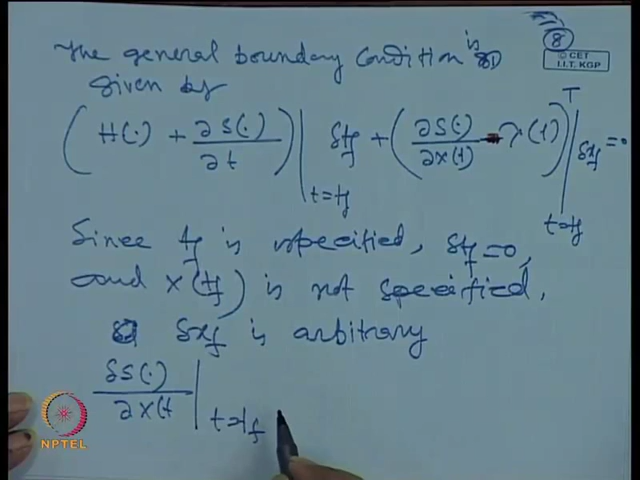 8
© CET
I.I.T. KGP
The general boundary condition is
given by
(H(·) + ∂S(·)/∂t)|t=tf δtf + (∂S(·)/∂x(t) - λ(t))ᵀ|t=tf δxf = 0
Since tf is specified, δtf = 0,
and x(tf) is not specified.
δxf is arbitrary
δS(·)/∂x(t | t=tf
NPTEL